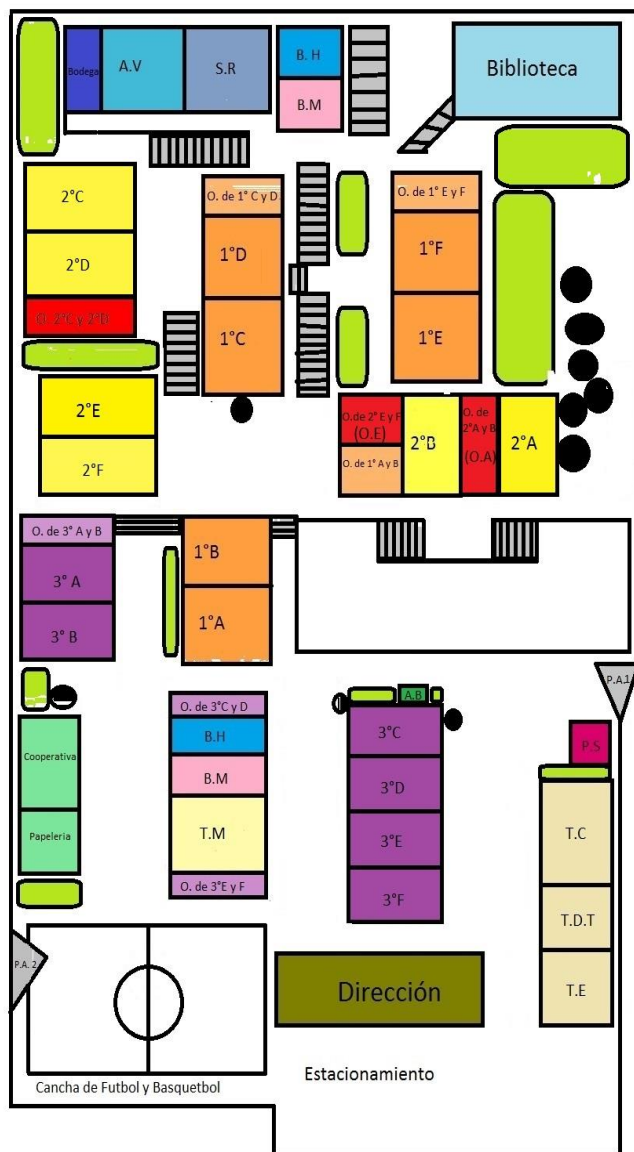 Bodega
A.V
S.R
B.H
B.M
Biblioteca
2°C
2°D
O. 2°C y 2°D
O. de 1° C y D
1°D
1°C
O. de 1° E y F
1°F
1°E
2°E
2°F
O.de 2° E y F
(O.E)
O. de 1° A y B
2°B
O. de
2°A y B
(O.A)
2°A
O. de 3° A y B
3° A
3° B
1°B
1°A
P.A.1
Cooperativa
Papeleria
O. de 3°C y D
B.H
B.M
T.M
O. de 3°E y F
A.B
3°C
3°D
3°E
3°F
P.S
T.C
T.D.T
T.E
P.A. 2
Dirección
Cancha de Futbol y Basquetbol
Estacionamiento